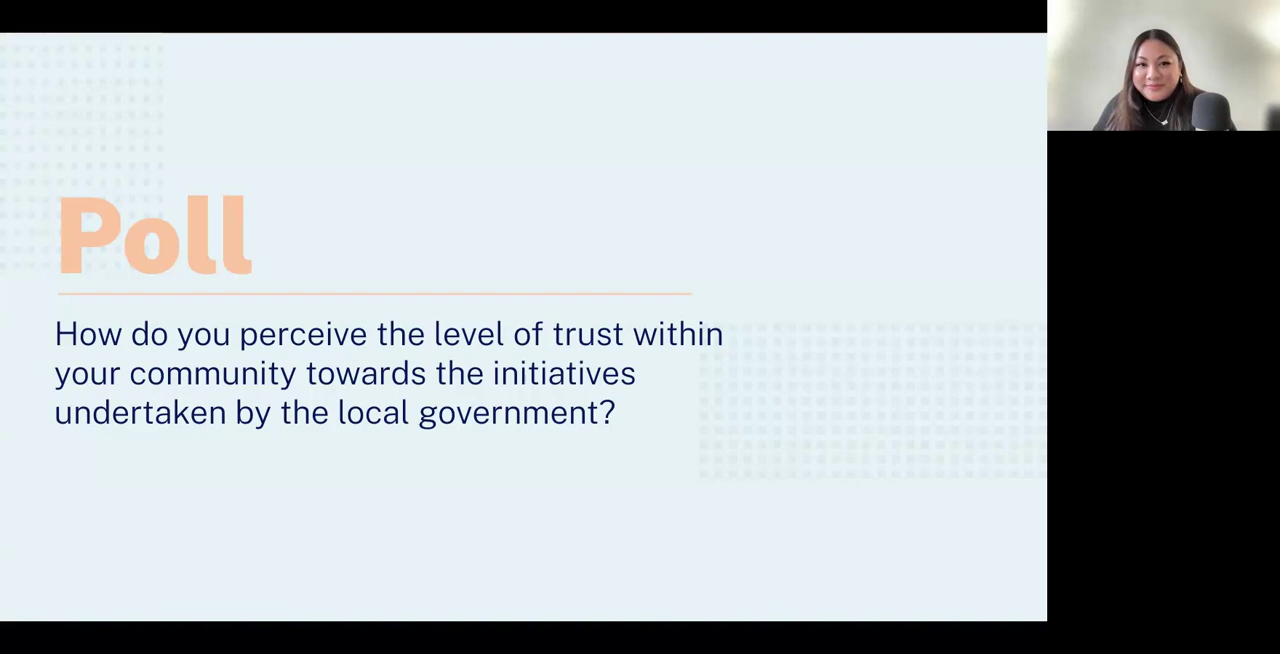 Poll
How do you perceive the level of trust within
your community towards the initiatives
undertaken by the local government?